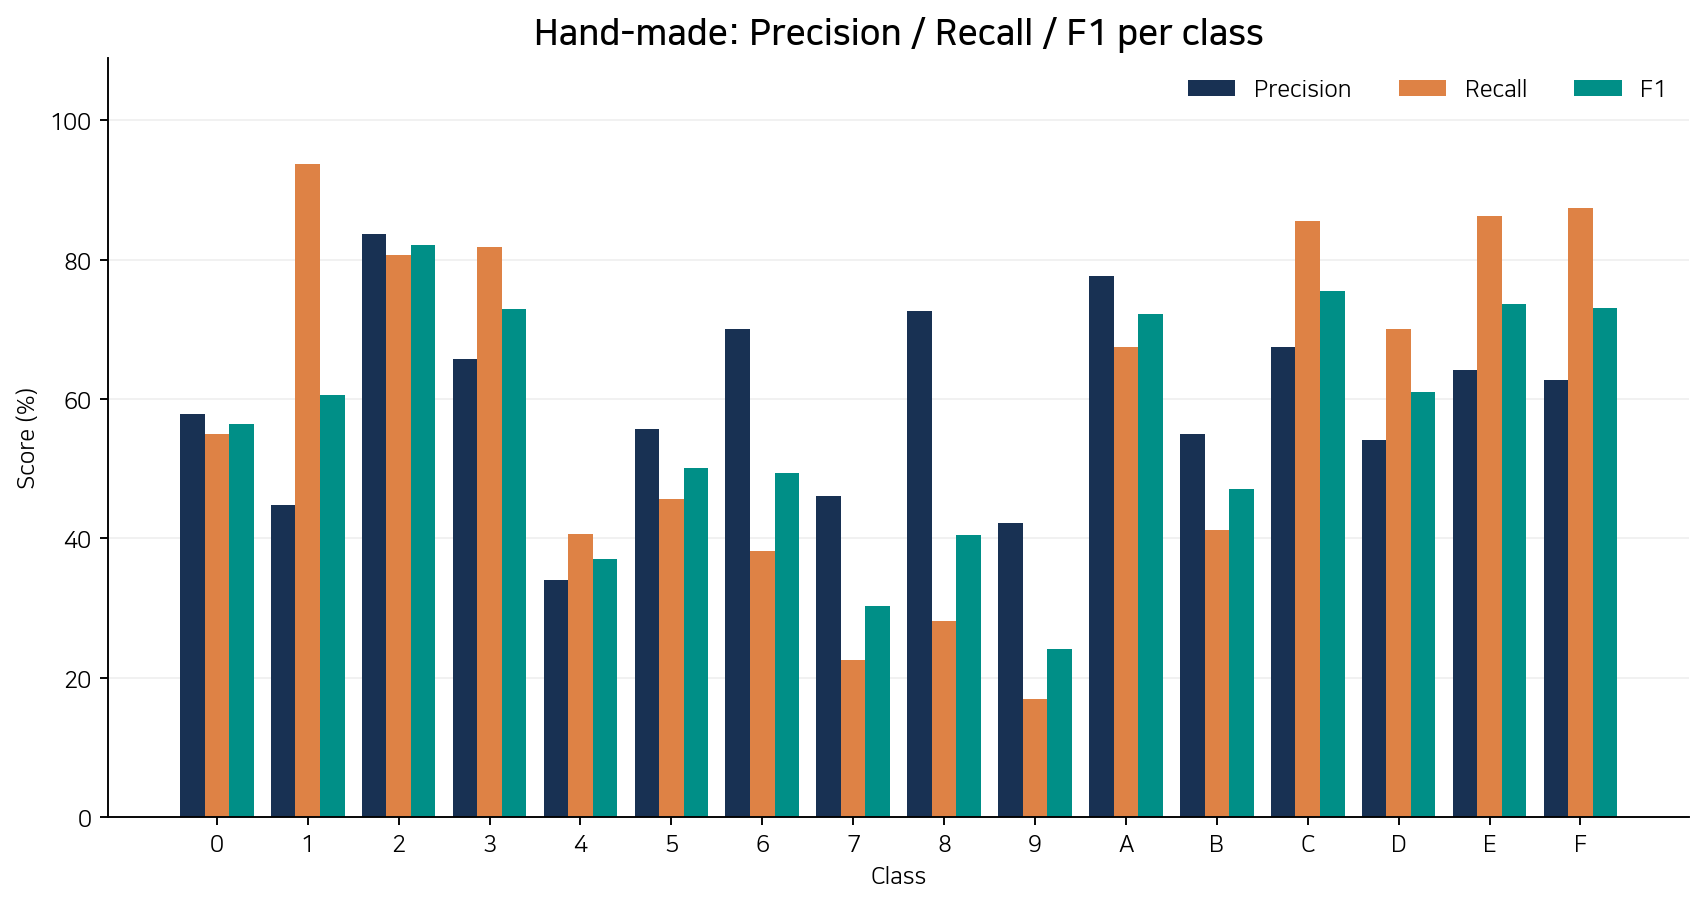 Hand-made: Precision / Recall / F1 per class
Precision Recall F1
100
80
60
40
20
0
Score (%)
0 1 2 3 4 5 6 7 8 9 A B C D E F
Class